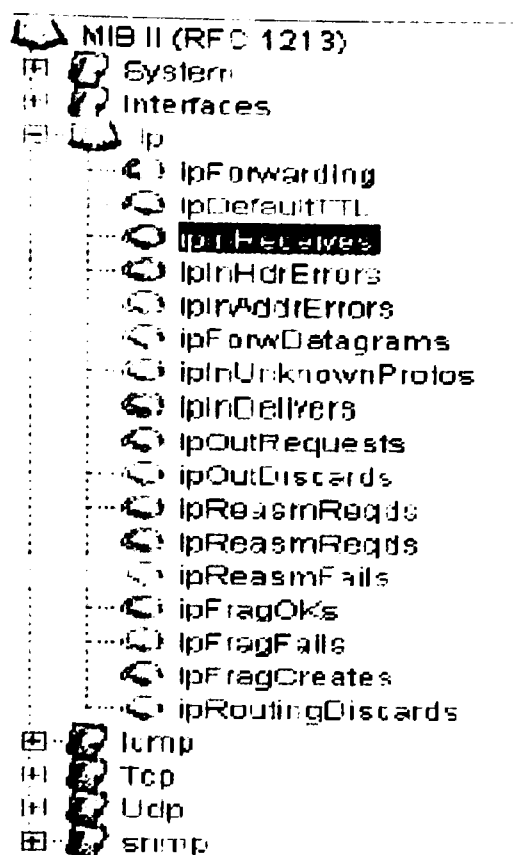 MIB II (RFC 1213)
System
Interfaces
Ip
ipForwarding
ipDefaultTTL
ipInReceives
ipInHdrErrors
ipInAddrErrors
ipForwDatagrams
ipInUnknownProtos
ipInDelivers
ipOutRequests
ipOutDiscards
ipReasmReqds
ipReasmReqds
ipReasmFails
ipFragOKs
ipFragFails
ipFragCreates
ipRoutingDiscards
Icmp
Tcp
Udp
snmp